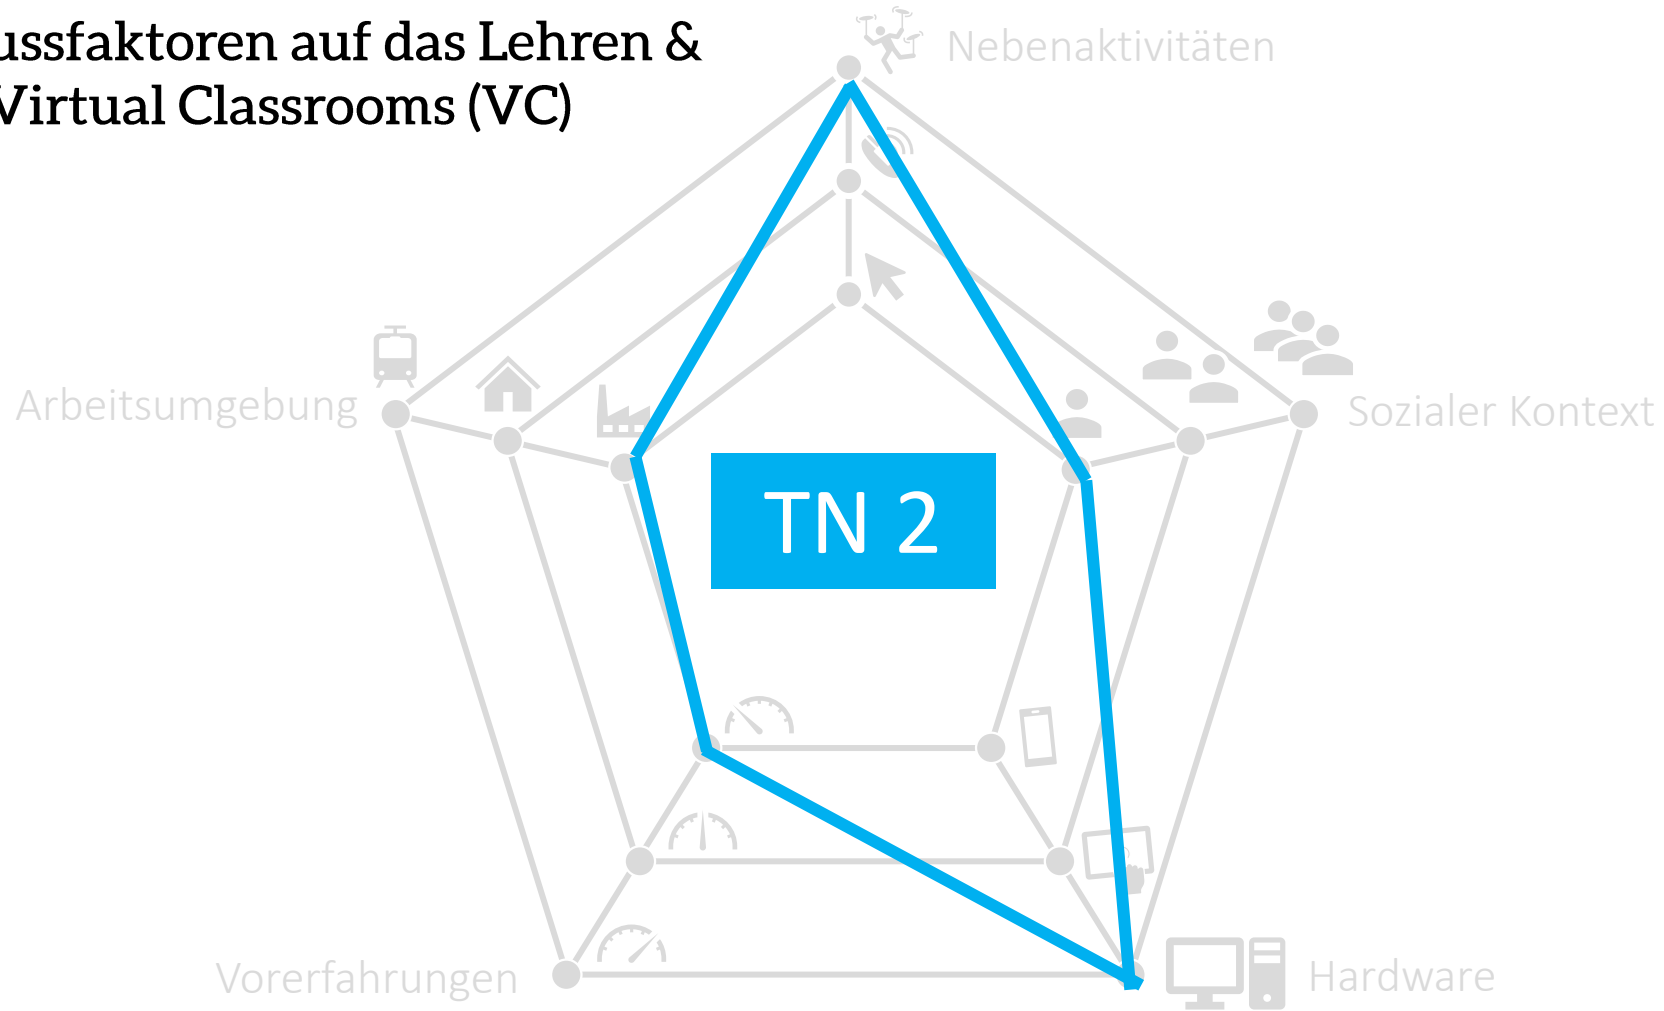 ussfaktoren auf das Lehren &
Virtual Classrooms (VC)
Nebenaktivitäten
Arbeitsumgebung
Sozialer Kontext
TN 2
Vorerfahrungen
Hardware